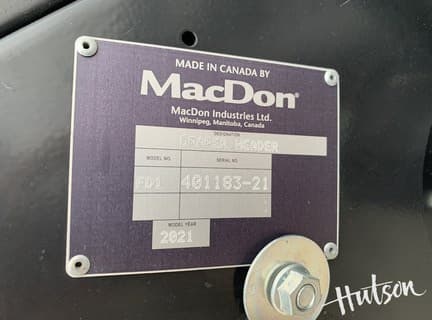 MADE IN CANADA BY
MacDon®
MacDon Industries Ltd.
Winnipeg, Manitoba, Canada
DESIGNATION
HEADER
MODEL NO.
SERIAL NO.
FD1
401183-21
MODEL YEAR
2021
Hutson